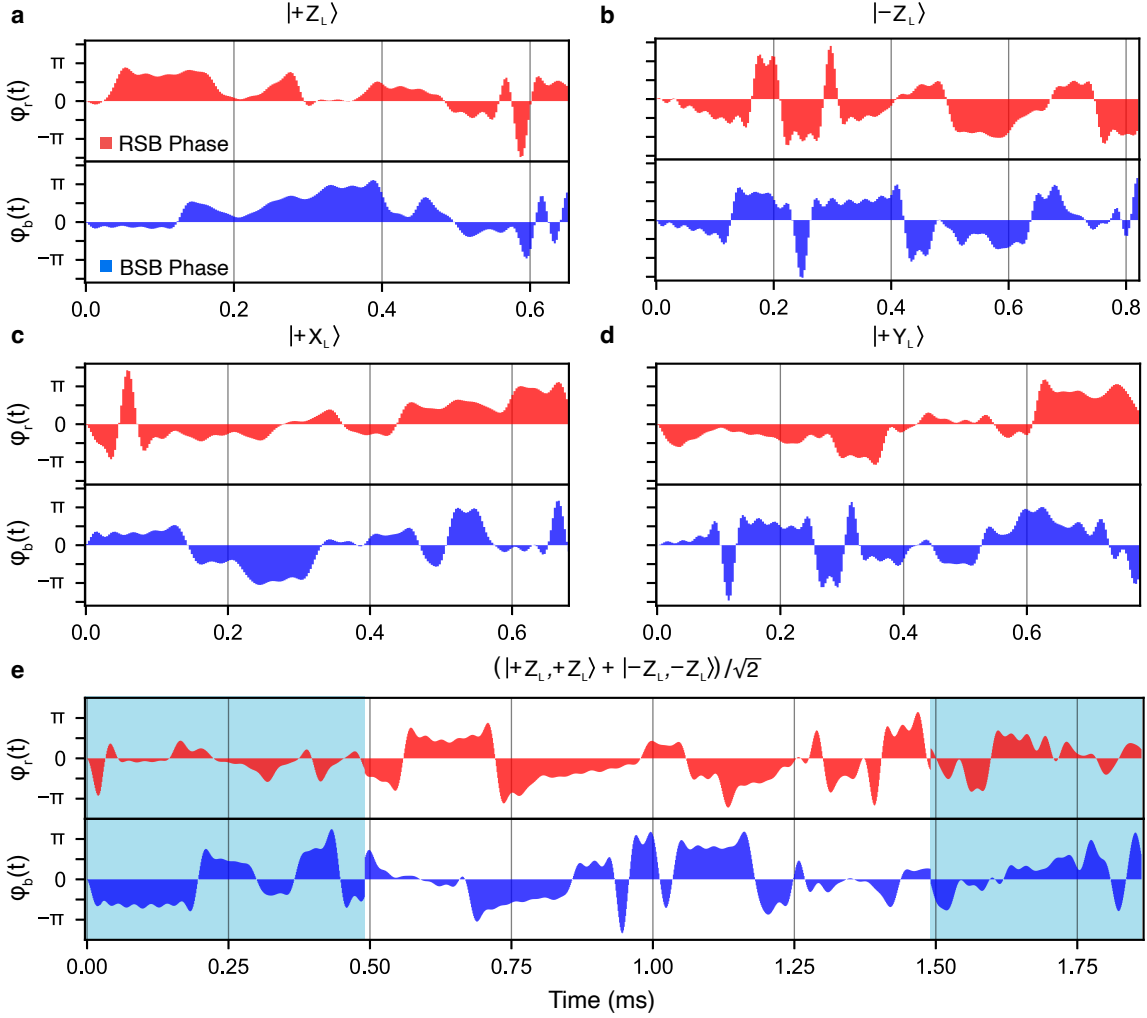 a |+Z_L⟩
b |−Z_L⟩
φ_r(t)
π
0
−π
RSB Phase
φ_b(t)
π
0
−π
BSB Phase
0.0 0.2 0.4 0.6
0.0 0.2 0.4 0.6 0.8
c |+X_L⟩
d |+Y_L⟩
φ_r(t)
π
0
−π
φ_b(t)
π
0
−π
0.0 0.2 0.4 0.6
0.0 0.2 0.4 0.6
e (|+Z_L,+Z_L⟩ + |−Z_L,−Z_L⟩)/√2
φ_r(t)
π
0
−π
φ_b(t)
π
0
−π
0.00 0.25 0.50 0.75 1.00 1.25 1.50 1.75
Time (ms)